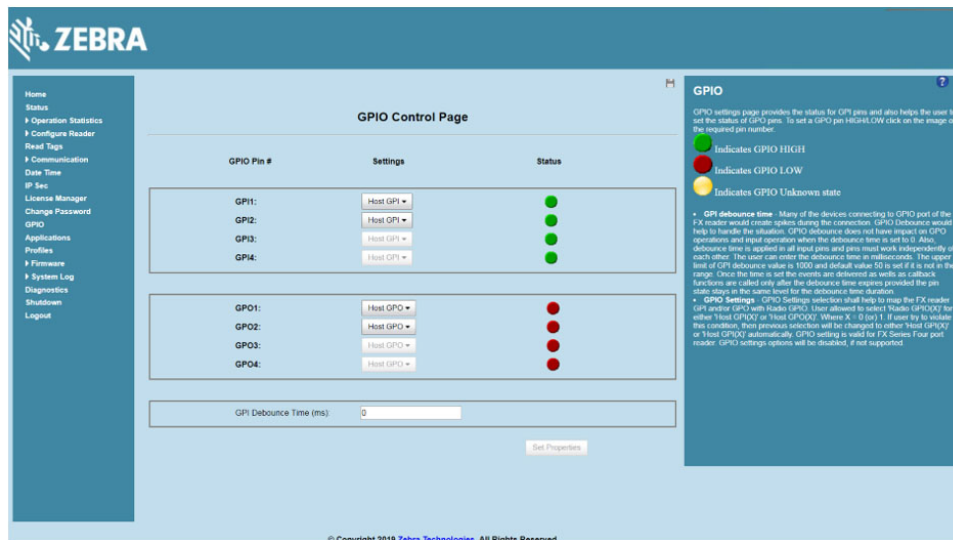 ZEBRA
Home
Status
Operation Statistics
Configure Reader
Read Tags
Communication
Date Time
IP Sec
License Manager
Change Password
GPIO
Applications
Profiles
Firmware
System Log
Diagnostics
Shutdown
Logout
GPIO Control Page
GPIO Pin # Settings Status
GPI1: Host GPI
GPI2: Host GPI
GPI3: Host GPI
GPI4: Host GPI
GPO1: Host GPO
GPO2: Host GPO
GPO3: Host GPO
GPO4: Host GPO
GPI Debounce Time (ms): 0
Set Properties
?
GPIO
GPIO settings page provides the status for GPI pins and also helps the user
set the status of GPO pins. To set a GPO pin HIGH/LOW click on the image
the required pin number.
Indicates GPIO HIGH
Indicates GPIO LOW
Indicates GPIO Unknown state
• GPI debounce time - Many of the devices connecting to GPIO port of the
FX reader would create spikes during the connection. GPIO Debounce would
help to handle the situation. GPIO debounce does not have impact on GPO
operations and input operation when the debounce time is set to 0. Also,
debounce time is applied in all input pins and pins must work independently
each other. The user can enter the debounce time in milliseconds. The upper
limit of GPI debounce value is 1000 and default value 50 is set if it is not in the
range. Once the time is set the events are delivered as wells as callback
functions are called only after the debounce time expires provided the pin
state stays in the same level for the debounce time duration.
• GPIO Settings - GPIO Settings selection shall help to map the FX reader
GPI and/or GPO with Radio GPIO. User allowed to select 'Radio GPIO(X)' for
either 'Host GPI(X)' or 'Host GPO(X)'. Where X = 0 (or) 1. If user try to violate
this condition, then previous selection will be changed to either 'Host GPI(X)'
or 'Host GPI(X)' automatically. GPIO setting is valid for FX Series Four port
reader. GPIO settings options will be disabled, if not supported
© Copyright 2019 Zebra Technologies. All Rights Reserved